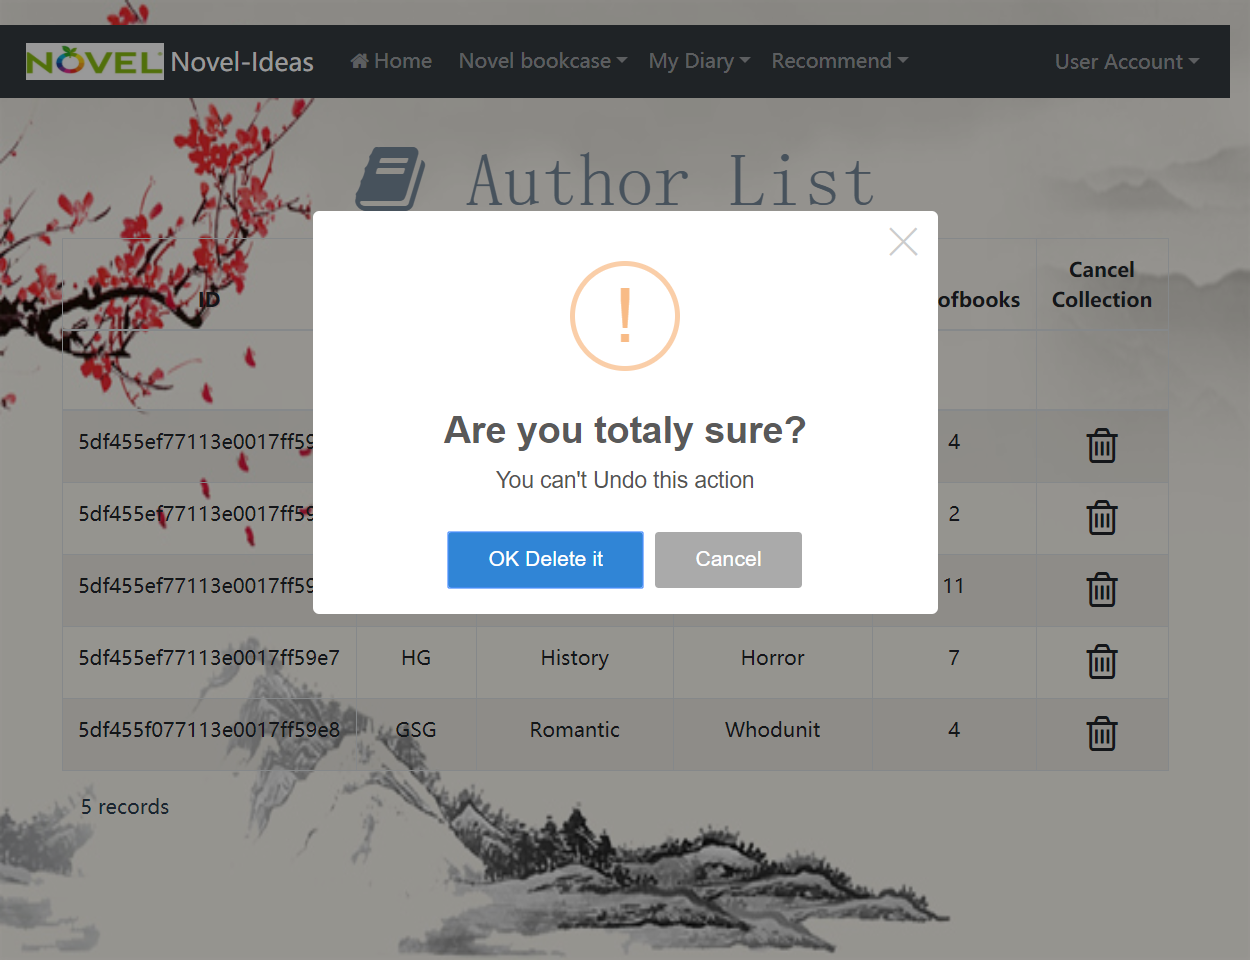 NOVEL Novel-Ideas Home Novel bookcase My Diary Recommend User Account
Author List
ID ofbooks Cancel Collection
Are you totaly sure?
You can't Undo this action
OK Delete it Cancel
5df455ef77113e0017ff59 4
5df455ef77113e0017ff59 2
5df455ef77113e0017ff59 11
5df455ef77113e0017ff59e7 HG History Horror 7
5df455f077113e0017ff59e8 GSG Romantic Whodunit 4
5 records